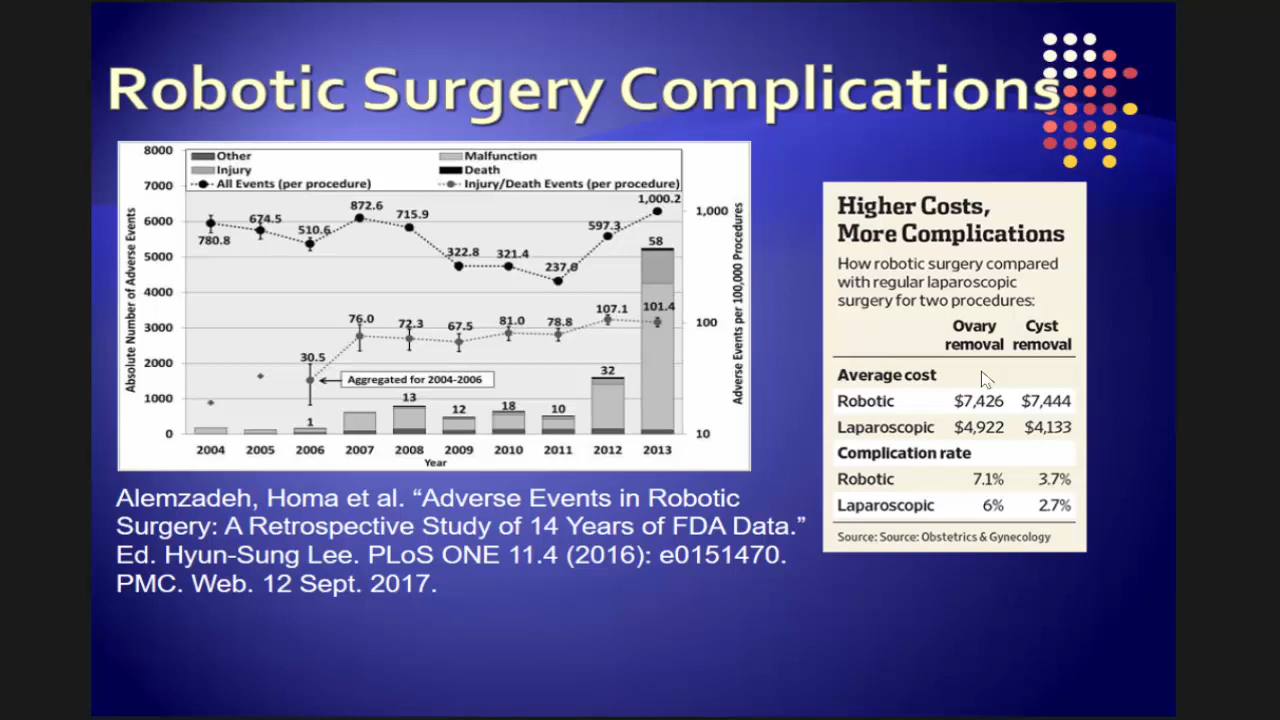 Robotic Surgery Complications
8000
7000
6000
5000
4000
3000
2000
1000
0
Absolute Number of Adverse Events
Other
Malfunction
Injury
Death
All Events (per procedure)
Injury/Death Events (per procedure)
780.8
674.5
510.6
872.6
715.9
322.8
321.4
237.0
597.3
1,000.2
30.5
76.0
72.3
67.5
81.0
78.8
107.1
101.4
Aggregated for 2004-2006
1
13
12
18
10
32
58
1,000
100
10
Adverse Events per 100,000 Procedures
2004 2005 2006 2007 2008 2009 2010 2011 2012 2013
Year
Alemzadeh, Homa et al. “Adverse Events in Robotic
Surgery: A Retrospective Study of 14 Years of FDA Data.”
Ed. Hyun-Sung Lee. PLoS ONE 11.4 (2016): e0151470.
PMC. Web. 12 Sept. 2017.
Higher Costs,
More Complications
How robotic surgery compared
with regular laparoscopic
surgery for two procedures:
Ovary Cyst
removal removal
Average cost
Robotic $7,426 $7,444
Laparoscopic $4,922 $4,133
Complication rate
Robotic 7.1% 3.7%
Laparoscopic 6% 2.7%
Source: Source: Obstetrics & Gynecology